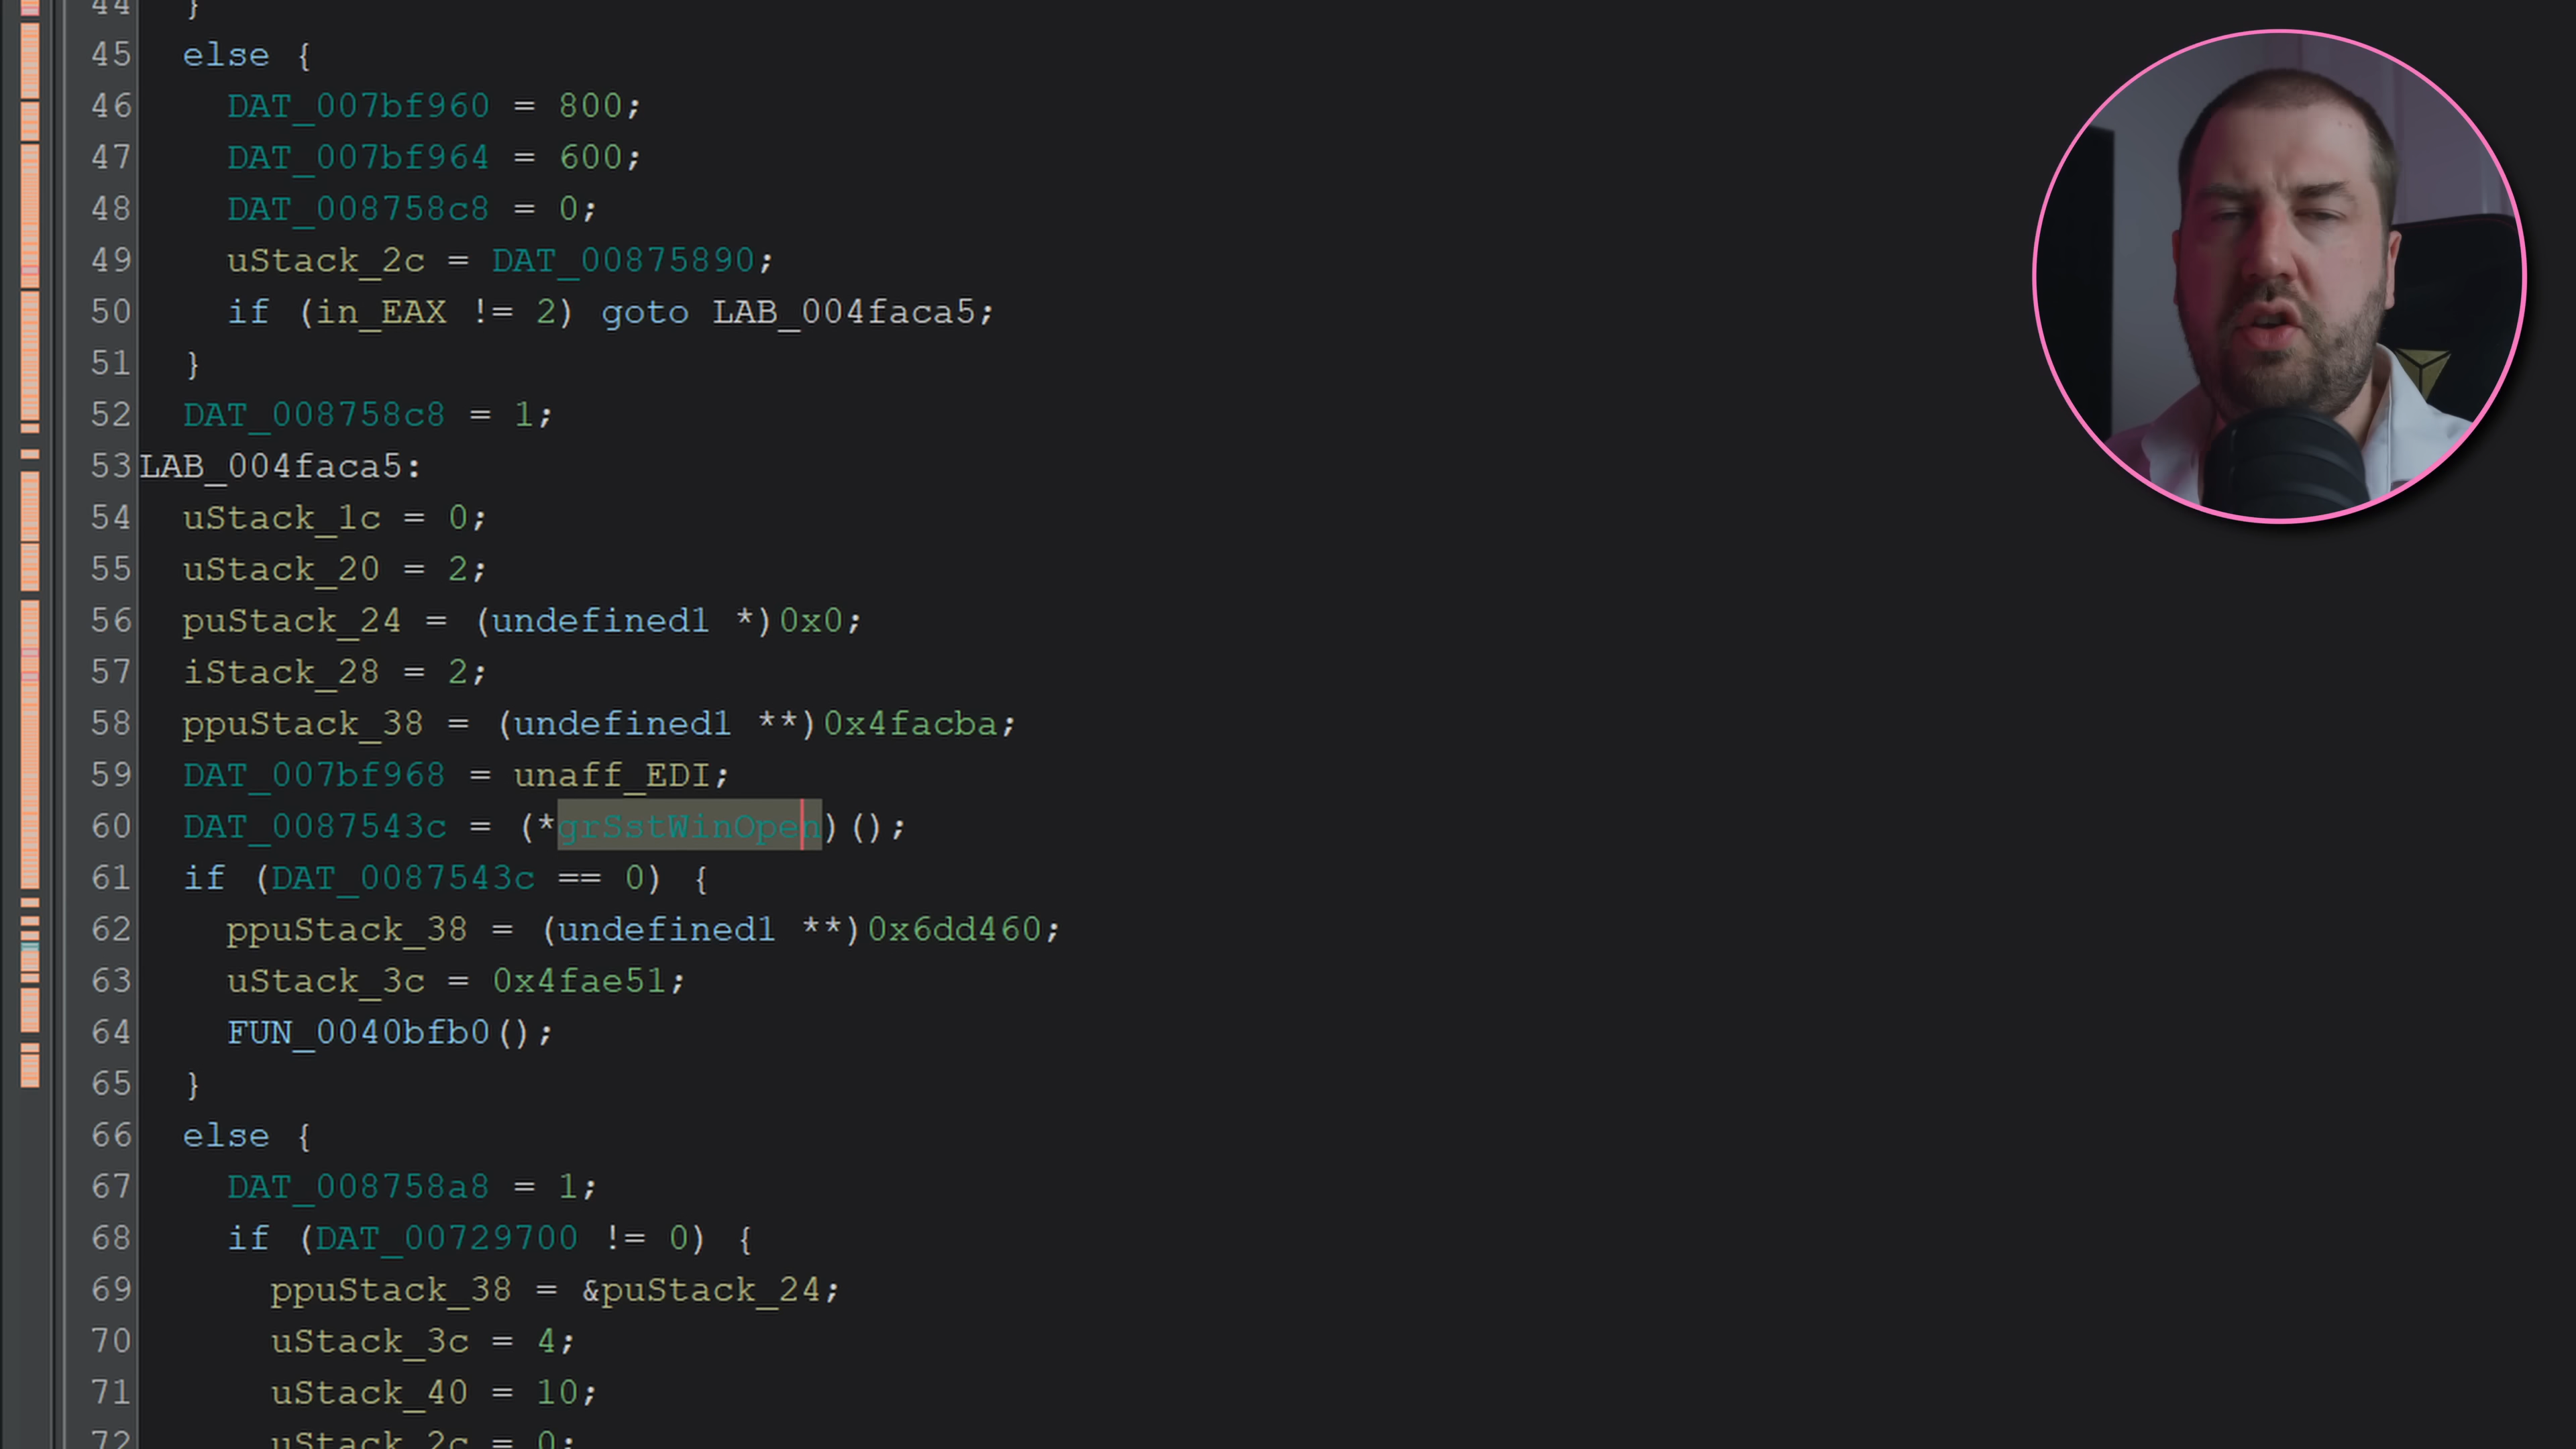 44 }
45 else {
46 DAT_007bf960 = 800;
47 DAT_007bf964 = 600;
48 DAT_008758c8 = 0;
49 uStack_2c = DAT_00875890;
50 if (in_EAX != 2) goto LAB_004faca5;
51 }
52 DAT_008758c8 = 1;
53 LAB_004faca5:
54 uStack_1c = 0;
55 uStack_20 = 2;
56 puStack_24 = (undefined1 *)0x0;
57 iStack_28 = 2;
58 ppuStack_38 = (undefined1 **)0x4facba;
59 DAT_007bf968 = unaff_EDI;
60 DAT_0087543c = (*grSstWinOpen)();
61 if (DAT_0087543c == 0) {
62 ppuStack_38 = (undefined1 **)0x6dd460;
63 uStack_3c = 0x4fae51;
64 FUN_0040bfb0();
65 }
66 else {
67 DAT_008758a8 = 1;
68 if (DAT_00729700 != 0) {
69 ppuStack_38 = &puStack_24;
70 uStack_3c = 4;
71 uStack_40 = 10;
72 uStack_2c = 0;